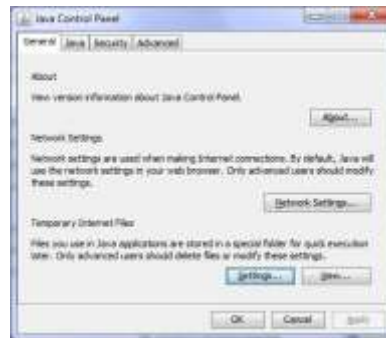 Java Control Panel
General Java Security Advanced
About
View version information about Java Control Panel.
About...
Network Settings
Network settings are used when making Internet connections. By default, Java will
use the network settings in your web browser. Only advanced users should modify
these settings.
Network Settings...
Temporary Internet Files
Files you use in Java applications are stored in a special folder for quick execution
later. Only advanced users should delete files or modify these settings.
Settings... View...
OK Cancel Apply